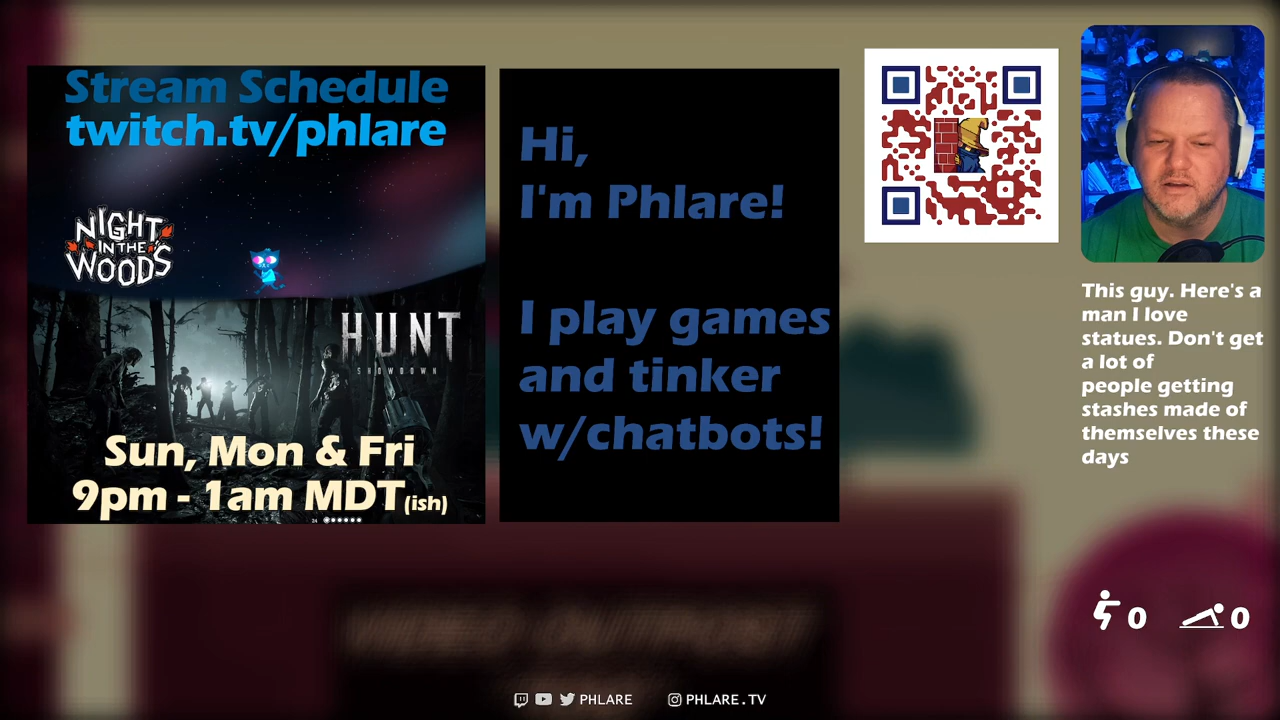 Stream Schedule
twitch.tv/phlare
NIGHT
IN THE
WOODS
HUNT
SHOWDOWN
Sun, Mon & Fri
9pm - 1am MDT(ish)
24
Hi,
I'm Phlare!
I play games
and tinker
w/chatbots!
This guy. Here's a
man I love
statues. Don't get
a lot of
people getting
stashes made of
themselves these
days
0
0
PHLARE
PHLARE.TV